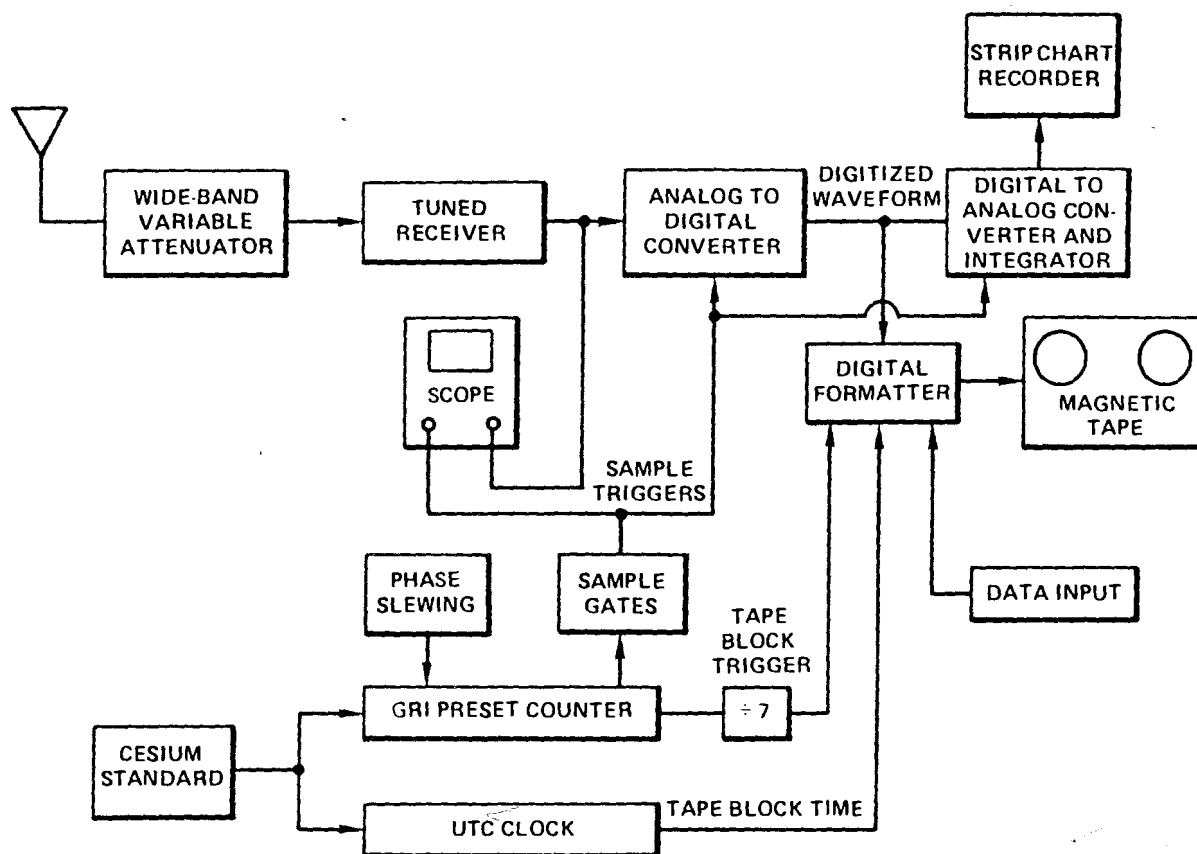 STRIP CHART
RECORDER
WIDE-BAND
VARIABLE
ATTENUATOR
TUNED
RECEIVER
ANALOG TO
DIGITAL
CONVERTER
DIGITIZED
WAVEFORM
DIGITAL TO
ANALOG CON-
VERTER AND
INTEGRATOR
SCOPE
DIGITAL
FORMATTER
MAGNETIC
TAPE
SAMPLE
TRIGGERS
PHASE
SLEWING
SAMPLE
GATES
DATA INPUT
TAPE
BLOCK
TRIGGER
GRI PRESET COUNTER
÷7
CESIUM
STANDARD
UTC CLOCK
TAPE BLOCK TIME